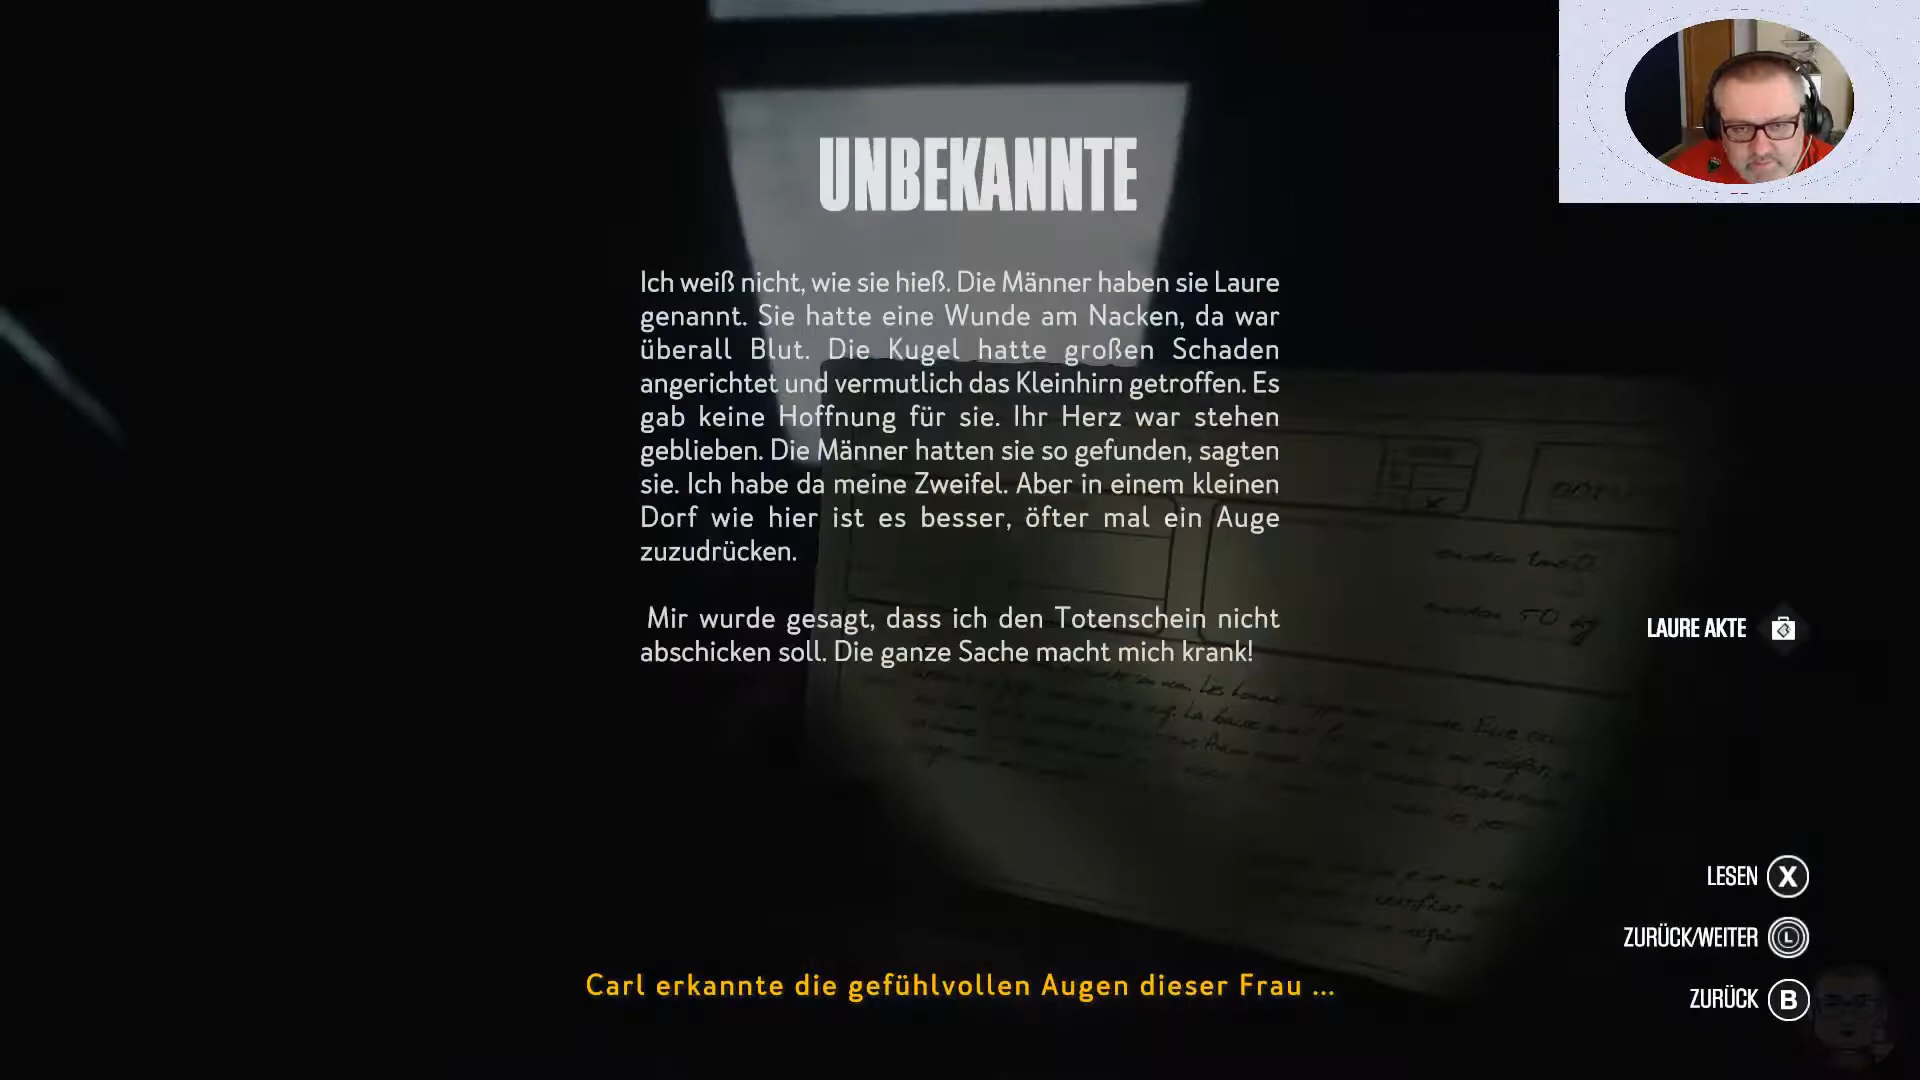 UNBEKANNTE
Ich weiß nicht, wie sie hieß. Die Männer haben sie Laure
genannt. Sie hatte eine Wunde am Nacken, da war
überall Blut. Die Kugel hatte großen Schaden
angerichtet und vermutlich das Kleinhirn getroffen. Es
gab keine Hoffnung für sie. Ihr Herz war stehen
geblieben. Die Männer hatten sie so gefunden, sagten
sie. Ich habe da meine Zweifel. Aber in einem kleinen
Dorf wie hier ist es besser, öfter mal ein Auge
zuzudrücken.
Mir wurde gesagt, dass ich den Totenschein nicht
abschicken soll. Die ganze Sache macht mich krank!
LAURE AKTE
LESEN X
ZURÜCK/WEITER L
ZURÜCK B
Carl erkannte die gefühlvollen Augen dieser Frau ...